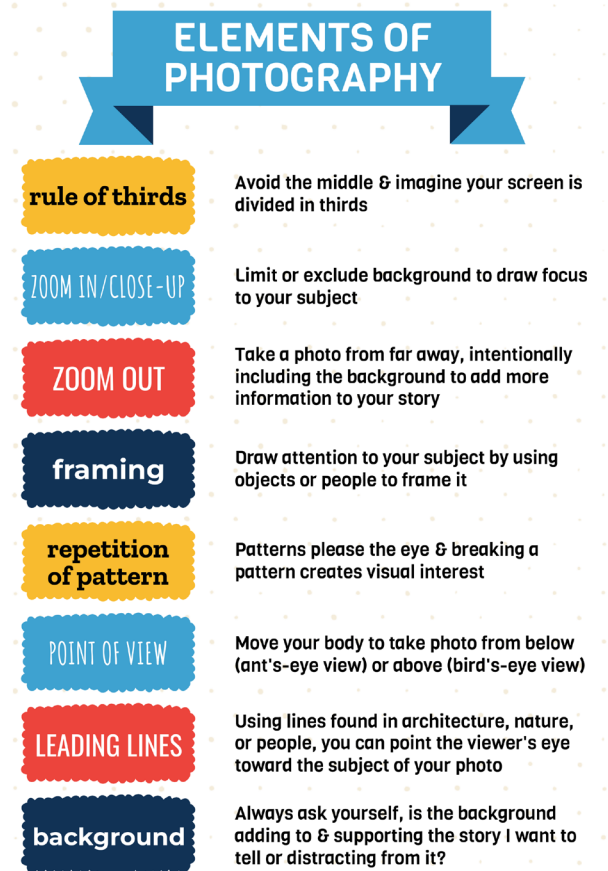 ELEMENTS OF
PHOTOGRAPHY
rule of thirds
Avoid the middle & imagine your screen is
divided in thirds
ZOOM IN/CLOSE-UP
Limit or exclude background to draw focus
to your subject
ZOOM OUT
Take a photo from far away, intentionally
including the background to add more
information to your story
framing
Draw attention to your subject by using
objects or people to frame it
repetition
of pattern
Patterns please the eye & breaking a
pattern creates visual interest
POINT OF VIEW
Move your body to take photo from below
(ant's-eye view) or above (bird's-eye view)
LEADING LINES
Using lines found in architecture, nature,
or people, you can point the viewer's eye
toward the subject of your photo
background
Always ask yourself, is the background
adding to & supporting the story I want to
tell or distracting from it?